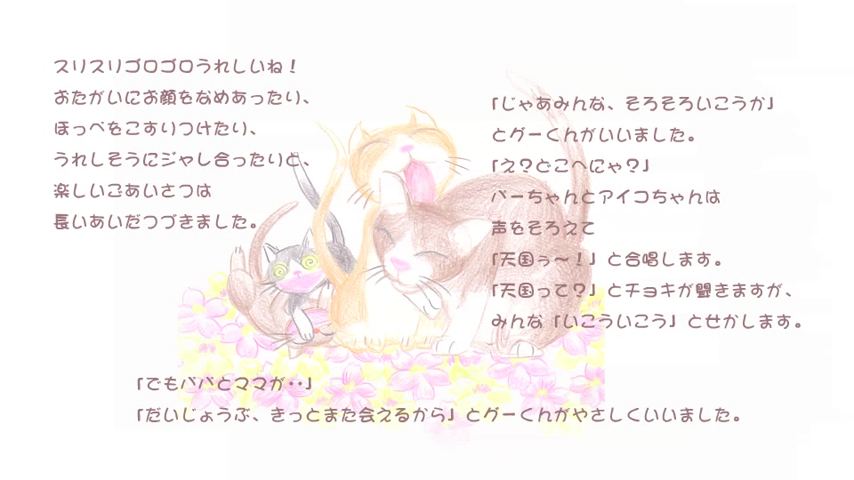 スリスリゴロゴロうれしいね！
おたがいにお顔をなめあったり、
ほっぺをこすりつけたり、
うれしそうにジャし合ったりと、
楽しいごあいさつは
長いあいだつづきました。
「じゃあみんな、そろそろいこうか」
とグーくんがいいました。
「え？どこへにゃ？」
パーちゃんとアイコちゃんは
声をそろえて
「天国ぅ～！」と合唱します。
「天国って？」とチョキが聞きますが、
みんな「いこういこう」とせかします。
「でもパパとママが・・」
「だいじょうぶ、きっとまた会えるから」とグーくんがやさしくいいました。